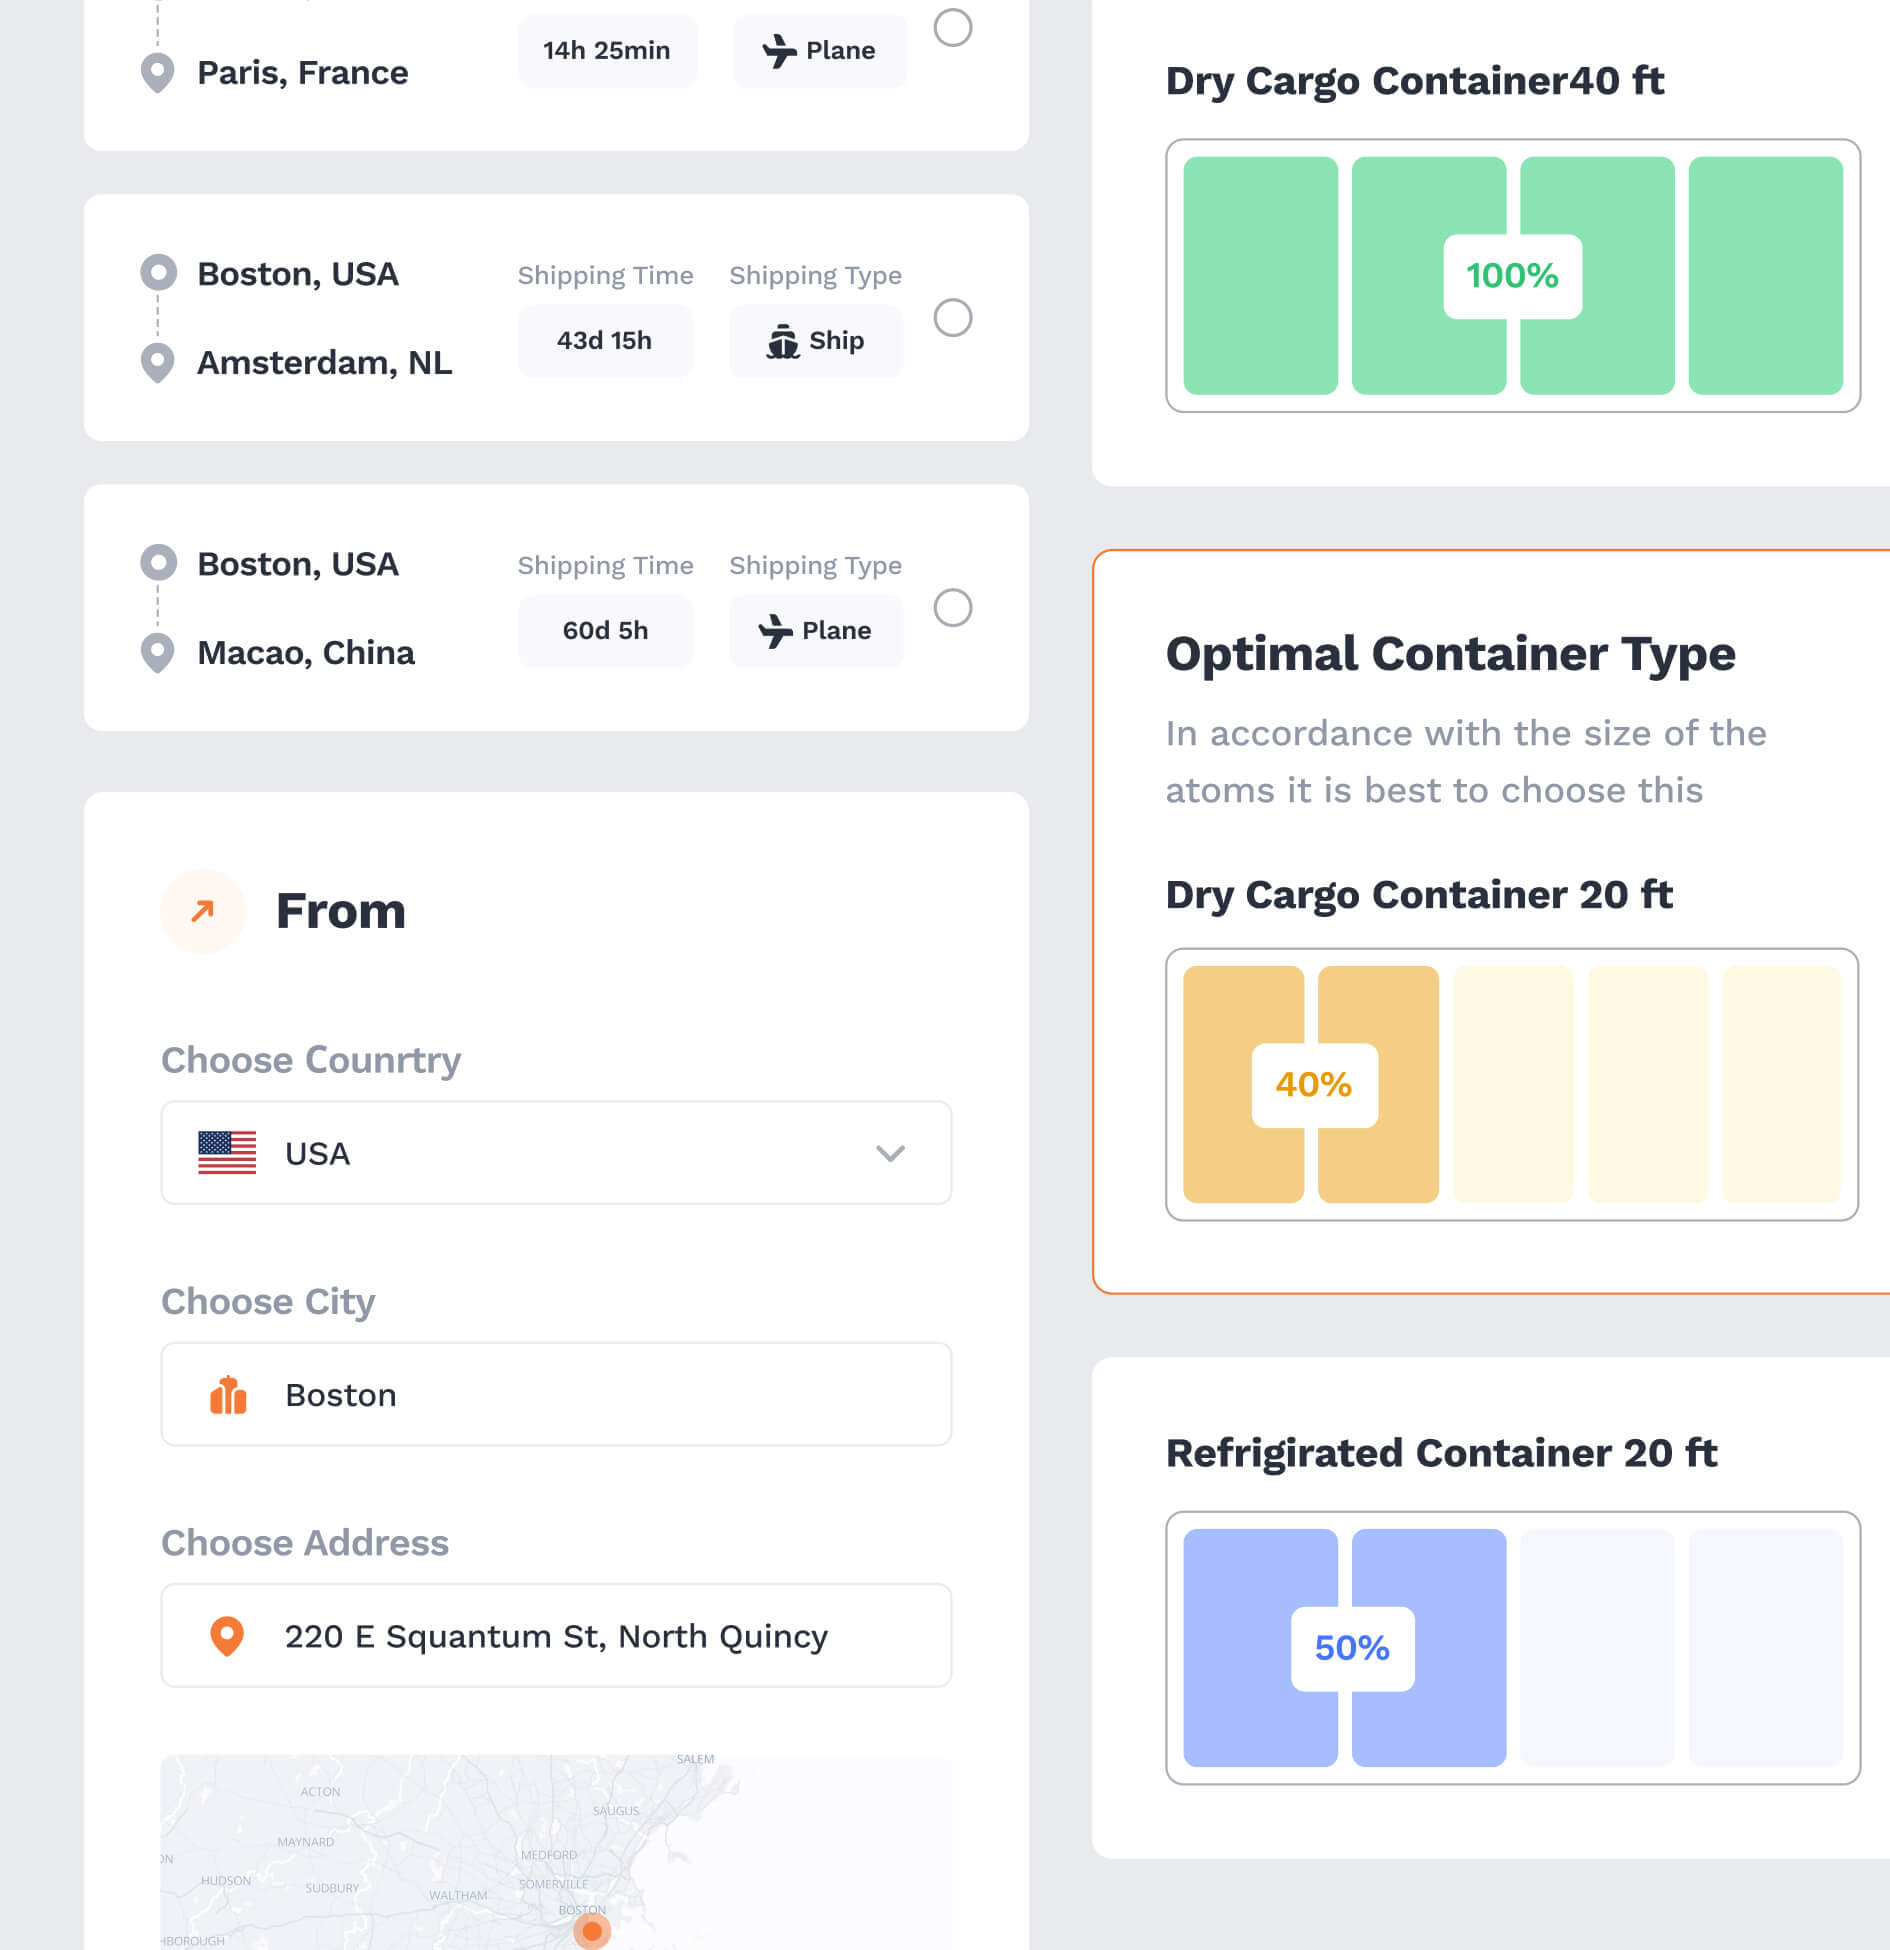 Paris, France
14h 25min
Plane
Boston, USA
Amsterdam, NL
Shipping Time
43d 15h
Shipping Type
Ship
Boston, USA
Macao, China
Shipping Time
60d 5h
Shipping Type
Plane
From
Choose Counrtry
USA
Choose City
Boston
Choose Address
220 E Squantum St, North Quincy
SALEM
ACTON
SAUGUS
MAYNARD
MEDFORD
ON
HUDSON
SUDBURY
SOMERVILLE
WALTHAM
BOSTON
HBOROUGH
Dry Cargo Container40 ft
100%
Optimal Container Type
In accordance with the size of the
atoms it is best to choose this
Dry Cargo Container 20 ft
40%
Refrigirated Container 20 ft
50%